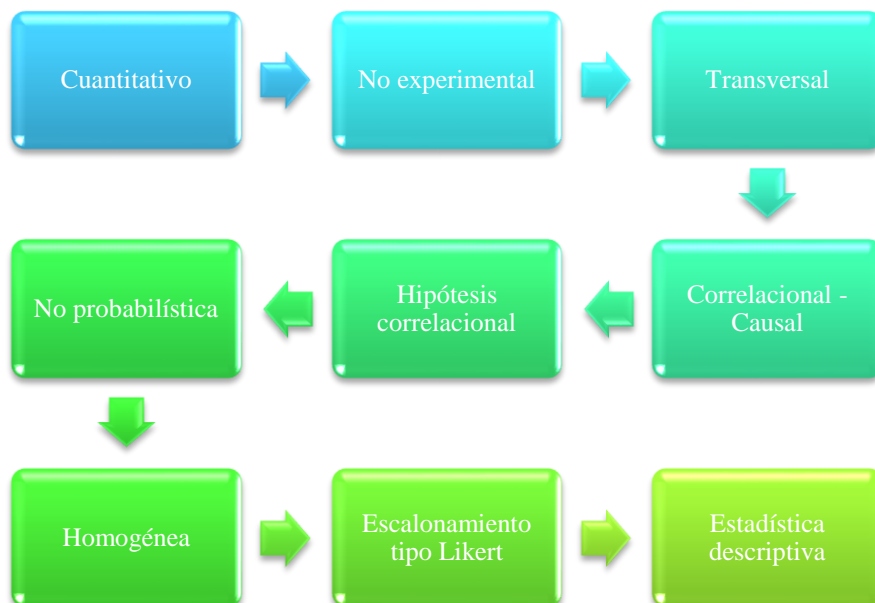 Cuantitativo
No experimental
Transversal
Correlacional -
Causal
Hipótesis
correlacional
No probabilística
Homogénea
Escalonamiento
tipo Likert
Estadística
descriptiva